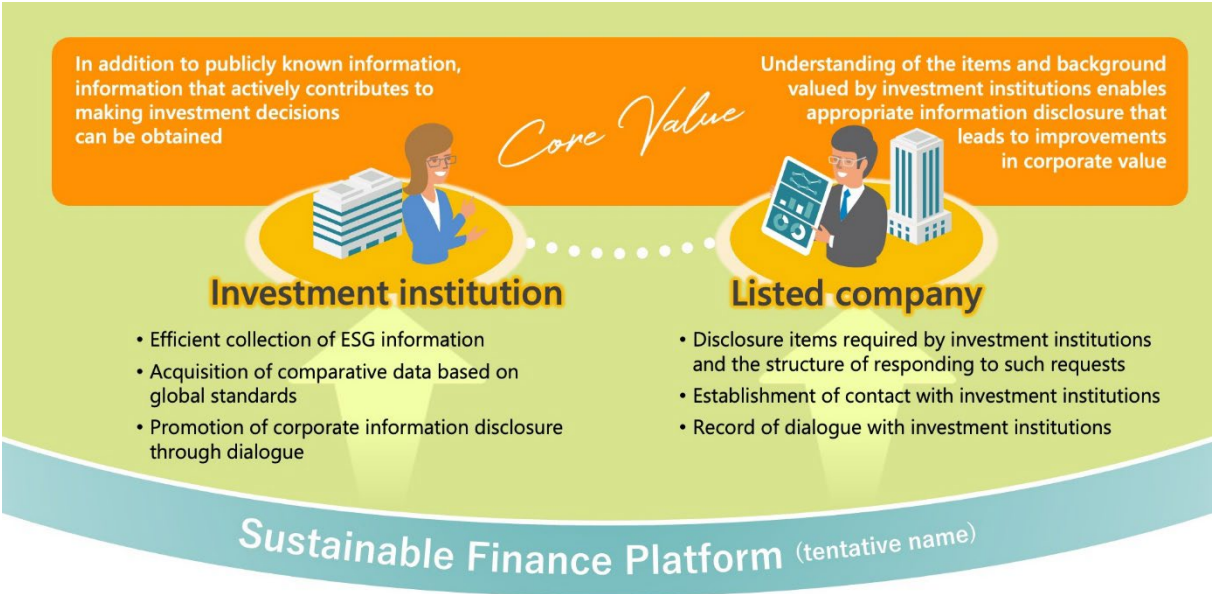 In addition to publicly known information,
information that actively contributes to
making investment decisions
can be obtained
Core Value
Understanding of the items and background
valued by investment institutions enables
appropriate information disclosure that
leads to improvements
in corporate value
Investment institution
• Efficient collection of ESG information
• Acquisition of comparative data based on
global standards
• Promotion of corporate information disclosure
through dialogue
Listed company
• Disclosure items required by investment institutions
and the structure of responding to such requests
• Establishment of contact with investment institutions
• Record of dialogue with investment institutions
Sustainable Finance Platform (tentative name)